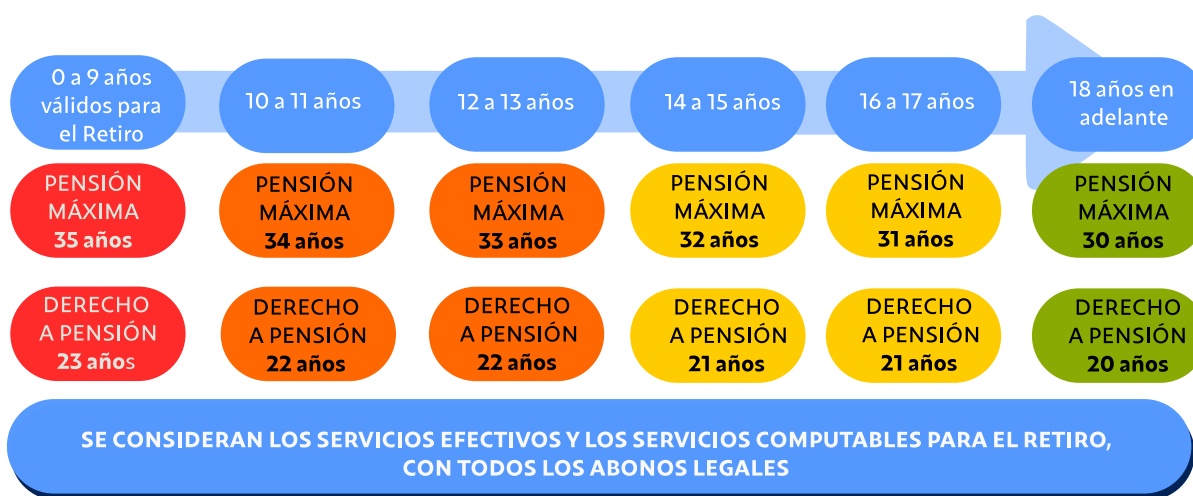 0 a 9 años
válidos para
el Retiro
10 a 11 años
12 a 13 años
14 a 15 años
16 a 17 años
18 años en
adelante
PENSIÓN
MÁXIMA
35 años
PENSIÓN
MÁXIMA
34 años
PENSIÓN
MÁXIMA
33 años
PENSIÓN
MÁXIMA
32 años
PENSIÓN
MÁXIMA
31 años
PENSIÓN
MÁXIMA
30 años
DERECHO
A PENSIÓN
23 años
DERECHO
A PENSIÓN
22 años
DERECHO
A PENSIÓN
22 años
DERECHO
A PENSIÓN
21 años
DERECHO
A PENSIÓN
21 años
DERECHO
A PENSIÓN
20 años
SE CONSIDERAN LOS SERVICIOS EFECTIVOS Y LOS SERVICIOS COMPUTABLES PARA EL RETIRO,
CON TODOS LOS ABONOS LEGALES